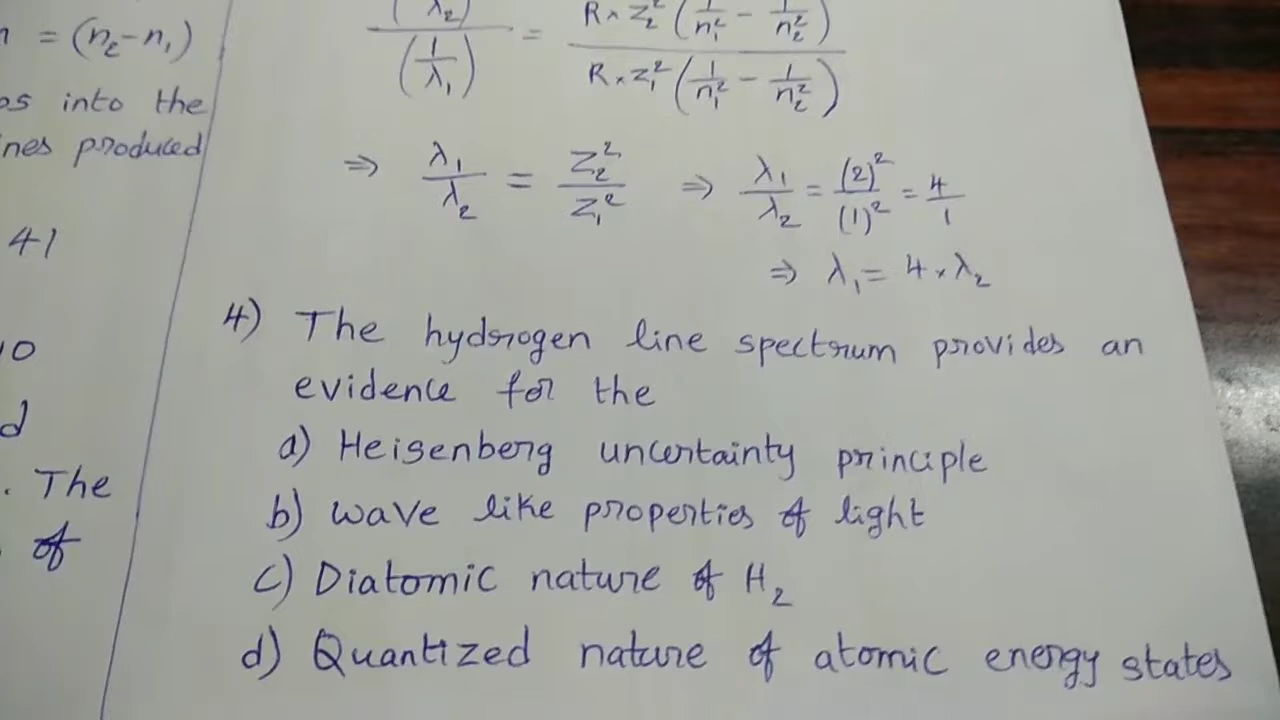 = (n₂-n₁)
into the
produced
41
. The
of
(λ₂)
(1/λ₁) = R×Z₂²(1/n₁² - 1/n₂²) / R×Z₁²(1/n₁² - 1/n₂²)
⇒ λ₁/λ₂ = Z₂²/Z₁² ⇒ λ₁/λ₂ = (2)²/(1)² = 4/1
⇒ λ₁ = 4×λ₂
4) The hydrogen line spectrum provides an
evidence for the
a) Heisenberg uncertainty principle
b) wave like properties of light
c) Diatomic nature of H₂
d) Quantized nature of atomic energy states